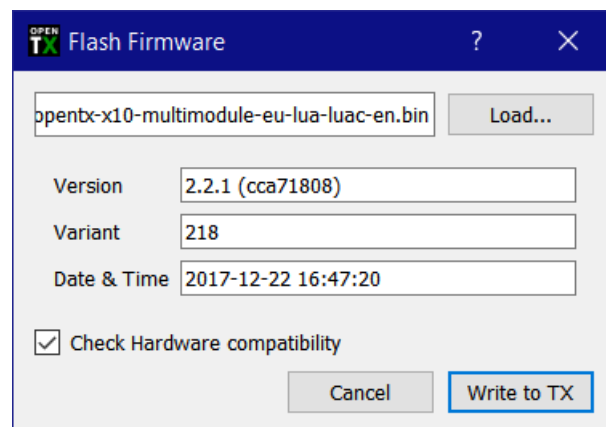 OPEN
TX Flash Firmware ? ×
opentx-x10-multimodule-eu-lua-luac-en.bin Load...
Version 2.2.1 (cca71808)
Variant 218
Date & Time 2017-12-22 16:47:20
Check Hardware compatibility
Cancel Write to TX